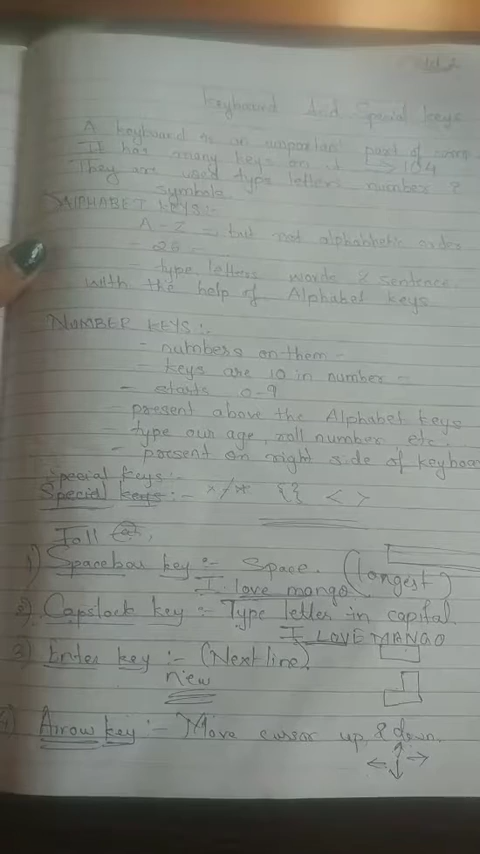 Keyboard And Special Keys
A keyboard is an important part of com
It has many keys on it → 104
They are used type letters number &
symbols
ALPHABET KEYS:-
A-Z → but not alphabhetic order
- 26 -
- type letters words & sentence
with the help of Alphabet keys
NUMBER KEYS:-
- numbers on them -
- keys are 10 in number -
- starts 0-9
- present above the Alphabet keys
- type our age, roll number, etc
- present on right side of keyboa
Special keys:-
Special keys:- * / * {} < >
Tall
1) Spacebar key:- Space. (longest)
I love mango
2) Capslock key:- Type letter in capital.
I LOVE MANGO
3) Enter key:- (Next line)
new
4) Arrow key:- Move cursor up & down.